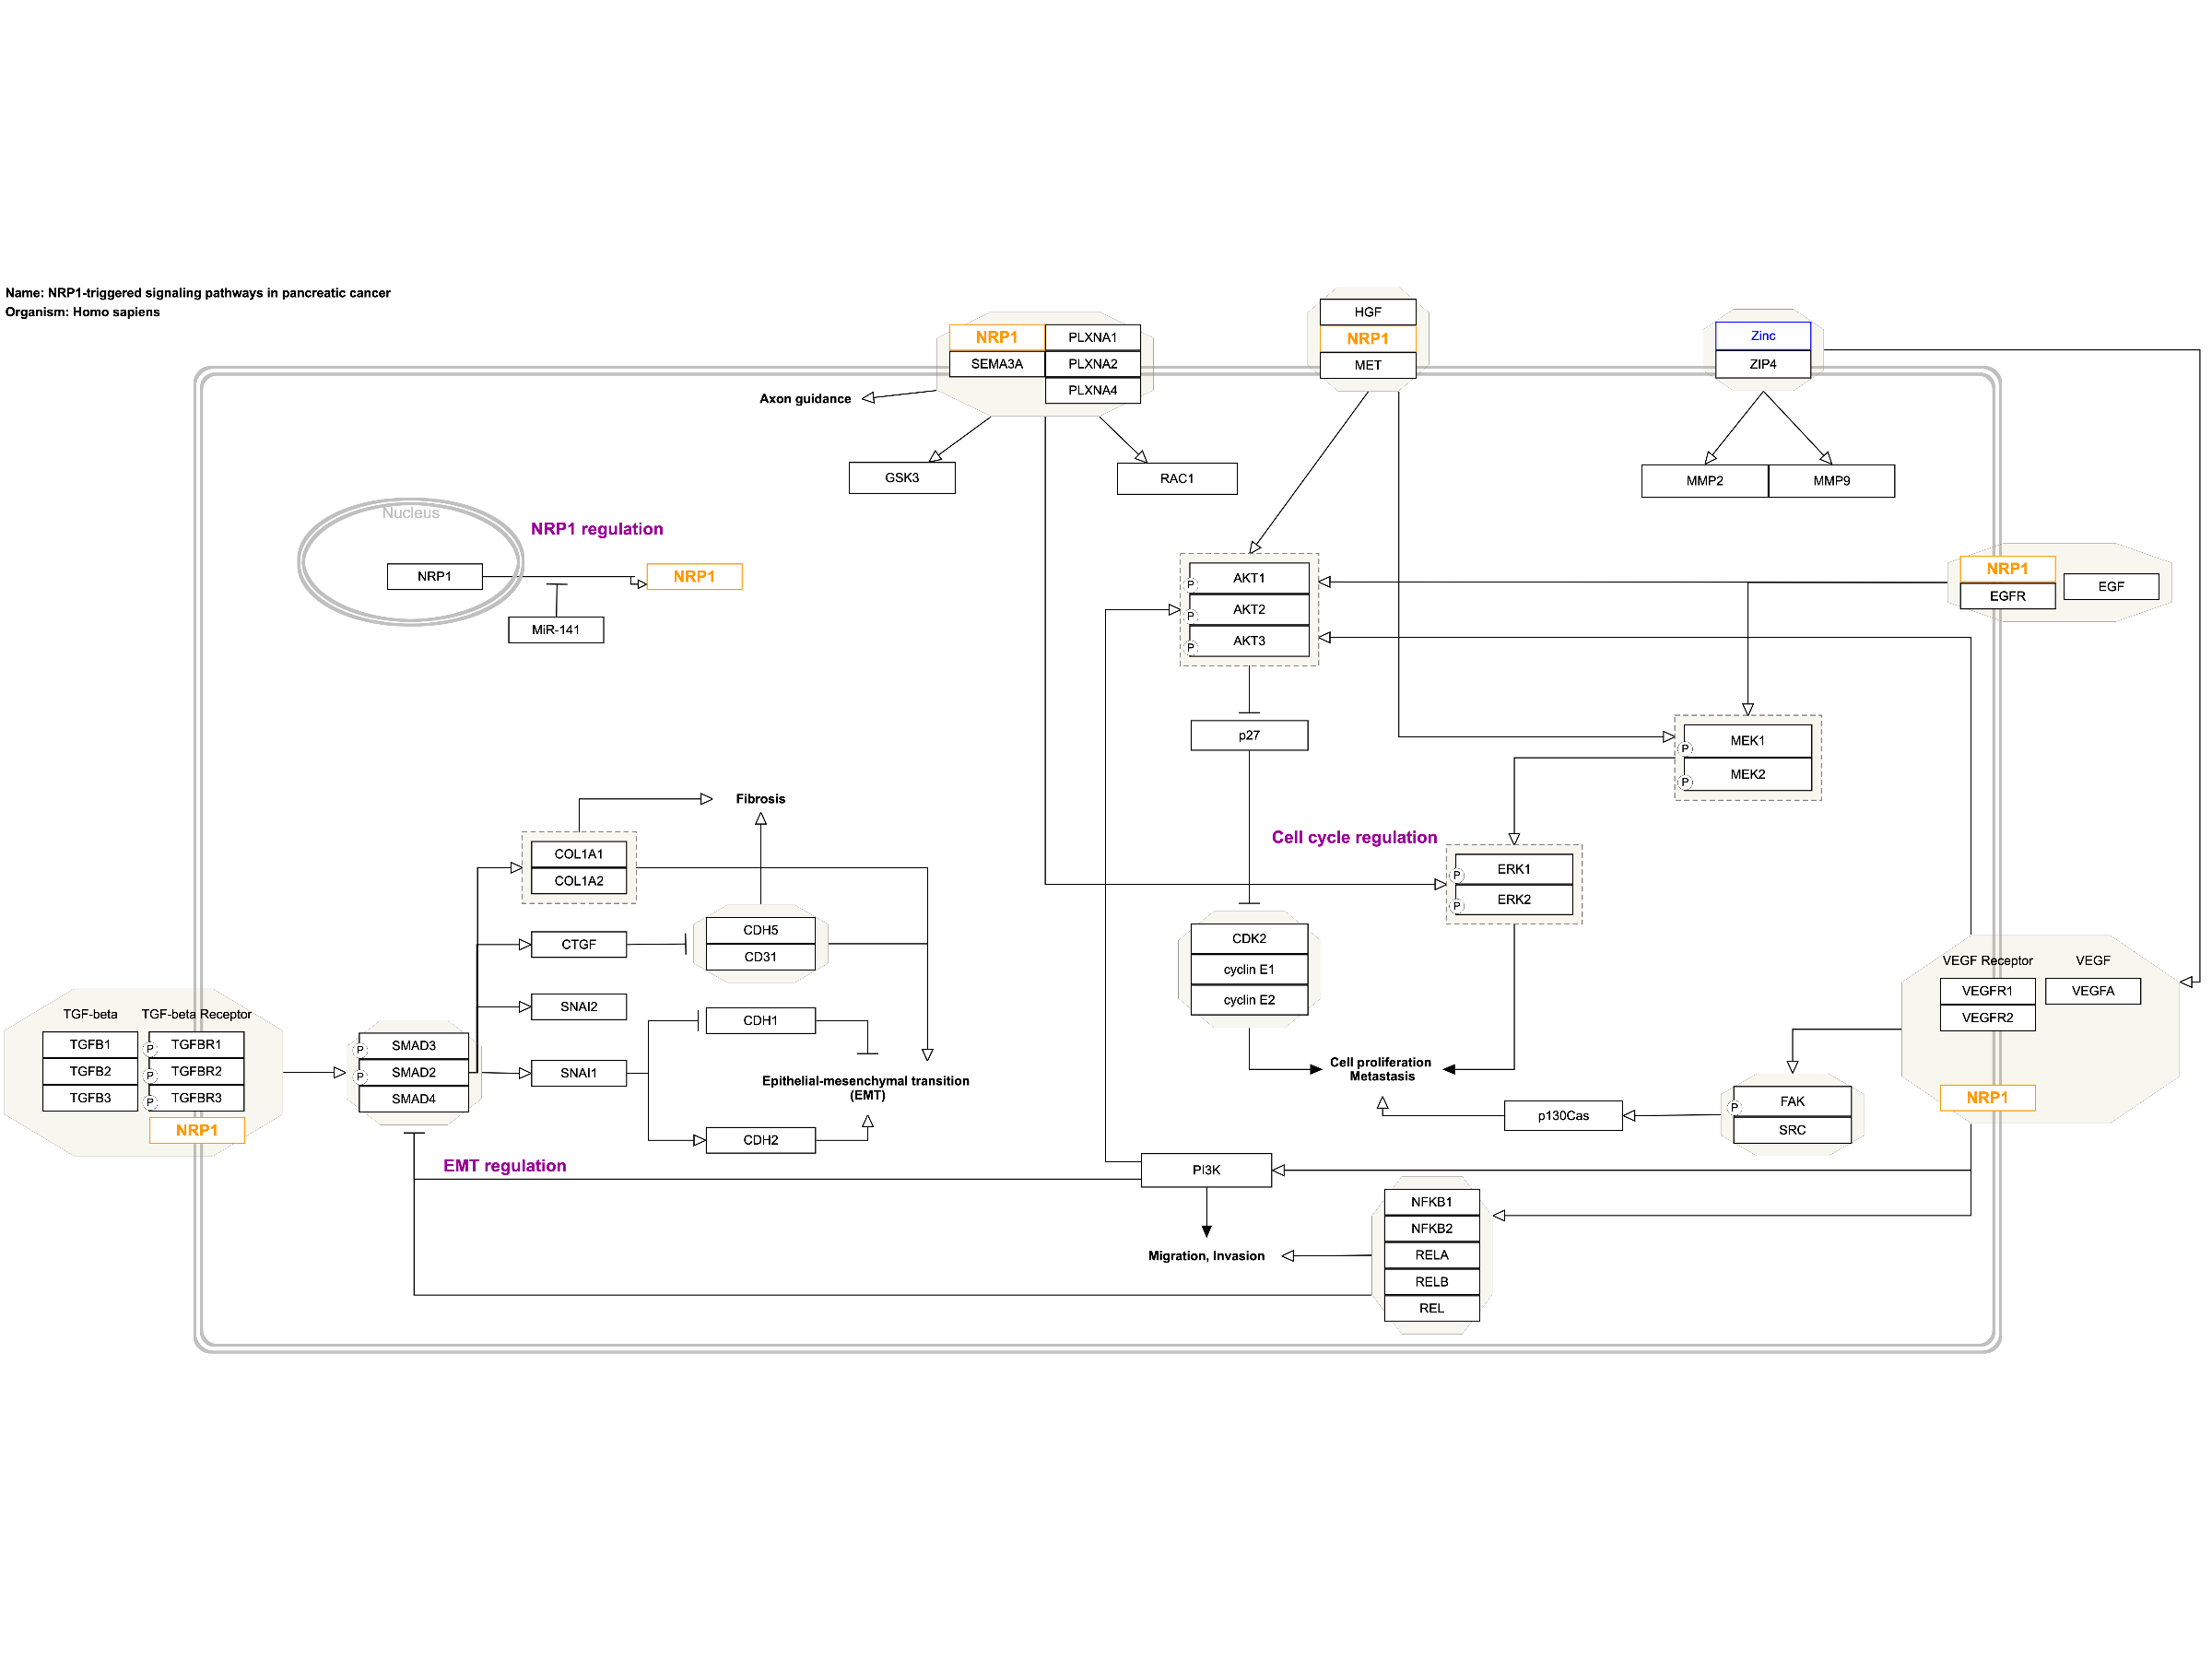 Name: NRP1-triggered signaling pathways in pancreatic cancer
Organism: Homo sapiens
NRP1
PLXNA1
SEMA3A
PLXNA2
PLXNA4
HGF
NRP1
MET
Zinc
ZIP4
Axon guidance
GSK3
RAC1
MMP2
MMP9
Nucleus
NRP1 regulation
NRP1
NRP1
MiR-141
AKT1
P
AKT2
P
AKT3
P
NRP1
EGFR
EGF
p27
MEK1
P
MEK2
P
Fibrosis
Cell cycle regulation
COL1A1
COL1A2
ERK1
P
ERK2
P
CTGF
CDH5
CD31
CDK2
cyclin E1
cyclin E2
SNAI2
CDH1
SNAI1
CDH2
VEGF Receptor
VEGF
VEGFR1
VEGFA
VEGFR2
NRP1
TGF-beta
TGF-beta Receptor
TGFB1
TGFBR1
P
TGFB2
TGFBR2
P
TGFB3
TGFBR3
P
NRP1
SMAD3
P
SMAD2
P
SMAD4
Epithelial-mesenchymal transition
(EMT)
Cell proliferation
Metastasis
p130Cas
FAK
P
SRC
EMT regulation
PI3K
Migration, Invasion
NFKB1
NFKB2
RELA
RELB
REL